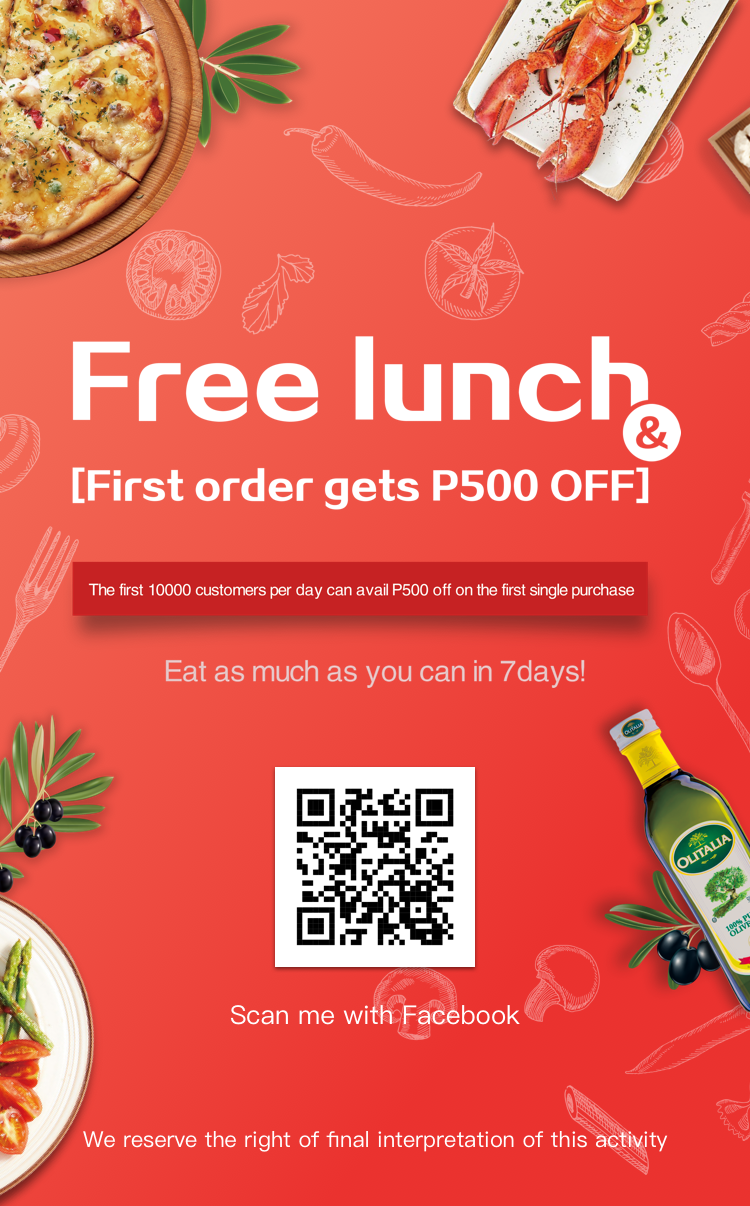 Free lunch
&
[First order gets P500 OFF]
The first 10000 customers per day can avail P500 off on the first single purchase
Eat as much as you can in 7days!
OLITALIA
OLITALIA
100%
OLIVE
Scan me with Facebook
We reserve the right of final interpretation of this activity